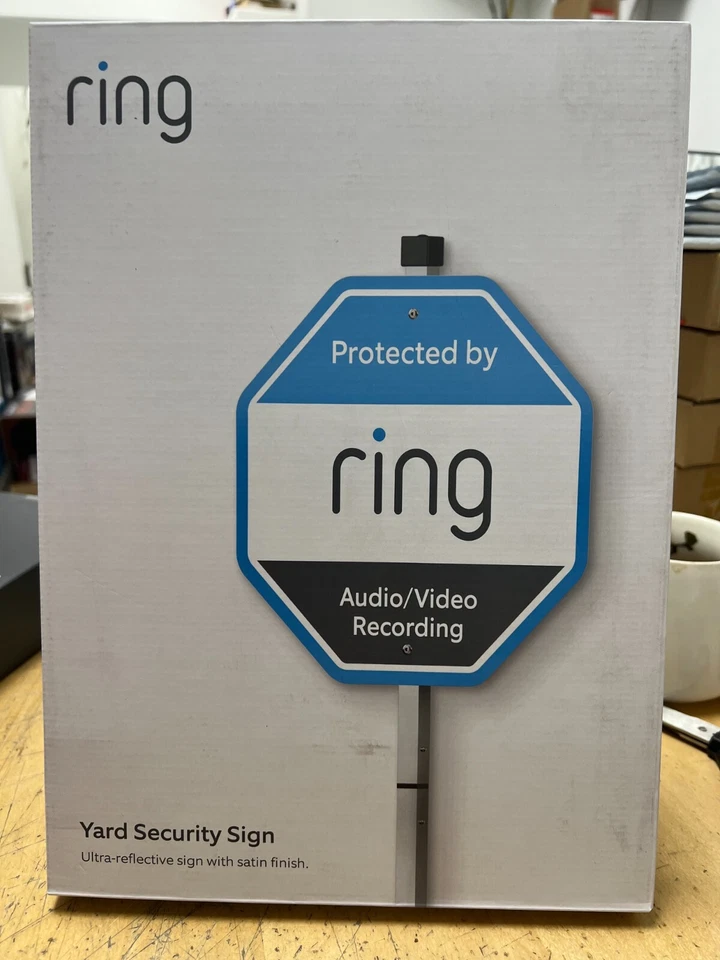 ring
Protected by
ring
Audio/Video
Recording
Yard Security Sign
Ultra-reflective sign with satin finish.